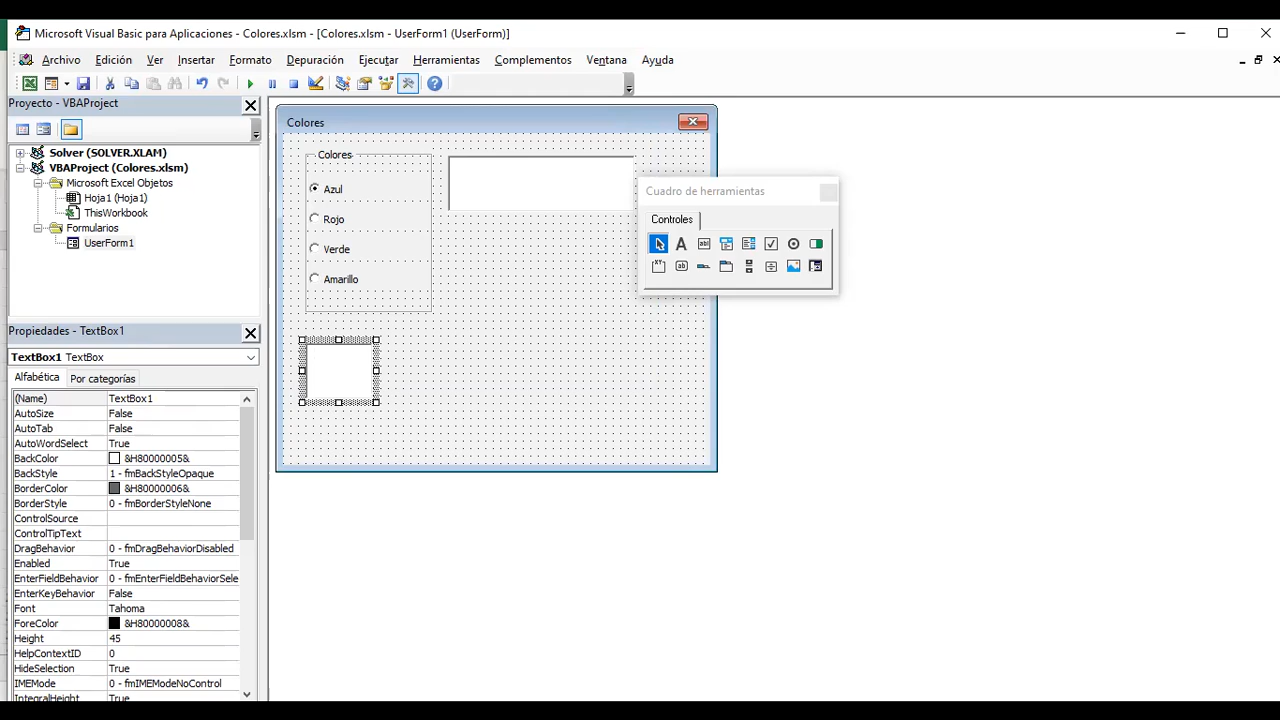 Microsoft Visual Basic para Aplicaciones - Colores.xlsm - [Colores.xlsm - UserForm1 (UserForm)]
Archivo Edición Ver Insertar Formato Depuración Ejecutar Herramientas Complementos Ventana Ayuda
Proyecto - VBAProject
Solver (SOLVER.XLAM)
VBAProject (Colores.xlsm)
Microsoft Excel Objetos
Hoja1 (Hoja1)
ThisWorkbook
Formularios
UserForm1
Propiedades - TextBox1
TextBox1 TextBox
Alfabética Por categorías
(Name) TextBox1
AutoSize False
AutoTab False
AutoWordSelect True
BackColor &H80000005&
BackStyle 1 - fmBackStyleOpaque
BorderColor &H80000006&
BorderStyle 0 - fmBorderStyleNone
ControlSource
ControlTipText
DragBehavior 0 - fmDragBehaviorDisabled
Enabled True
EnterFieldBehavior 0 - fmEnterFieldBehaviorSele
EnterKeyBehavior False
Font Tahoma
ForeColor &H80000008&
Height 45
HelpContextID 0
HideSelection True
IMEMode 0 - fmIMEModeNoControl
IntegralHeight True
Colores
Colores
Azul
Rojo
Verde
Amarillo
Cuadro de herramientas
Controles
A ab|
XY ab